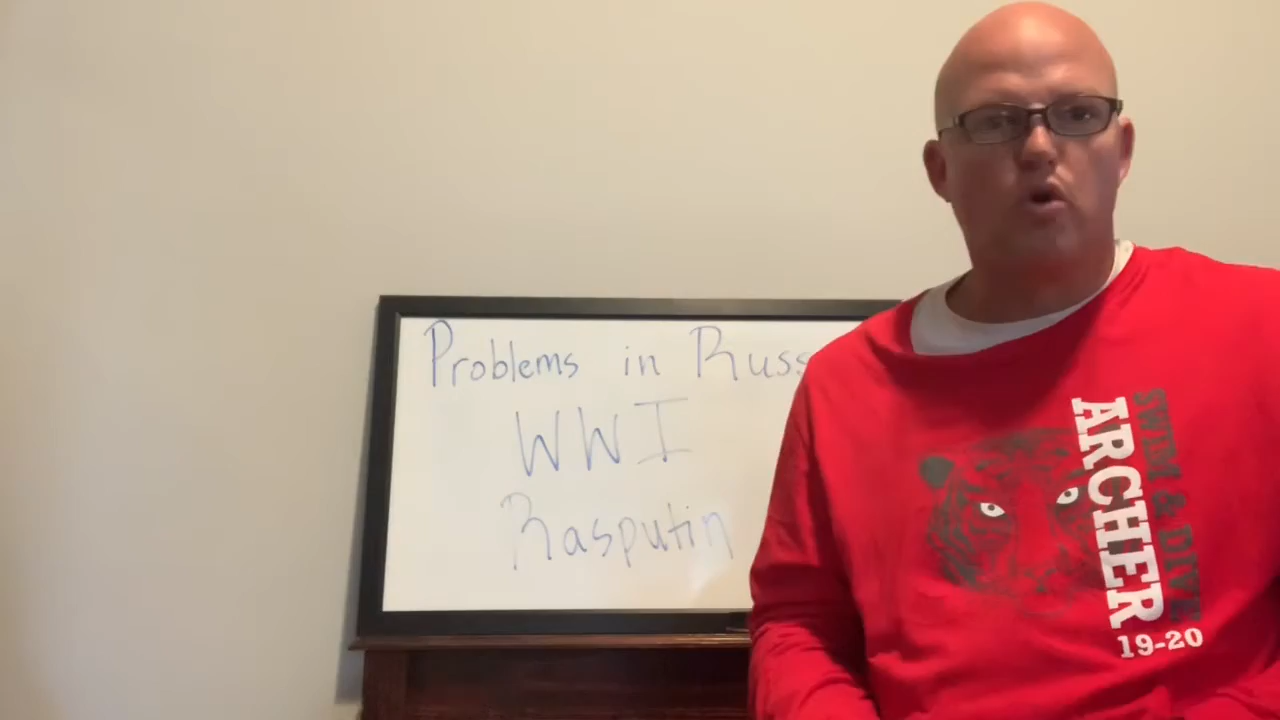 Problems in Russ
WWI
Rasputin
SWIM & DIVE
ARCHER
19-20